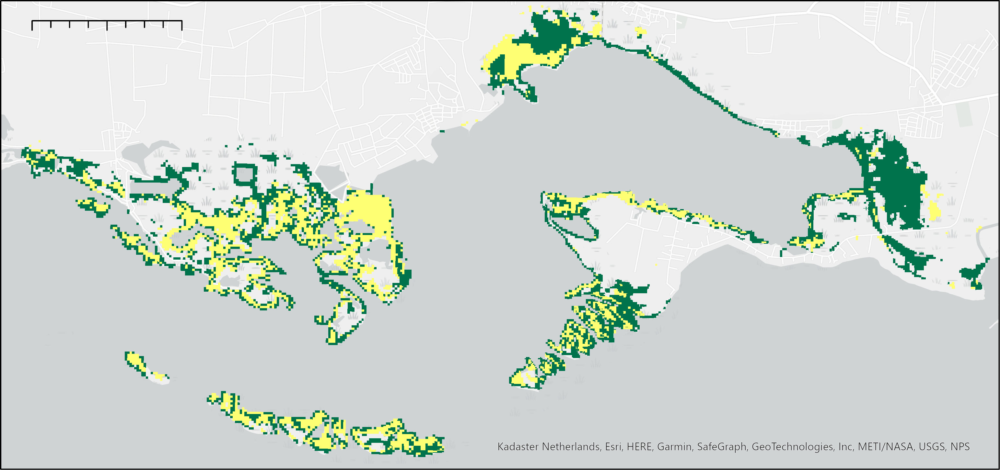 Kadaster Netherlands, Esri, HERE, Garmin, SafeGraph, GeoTechnologies, Inc, METI/NASA, USGS, NPS